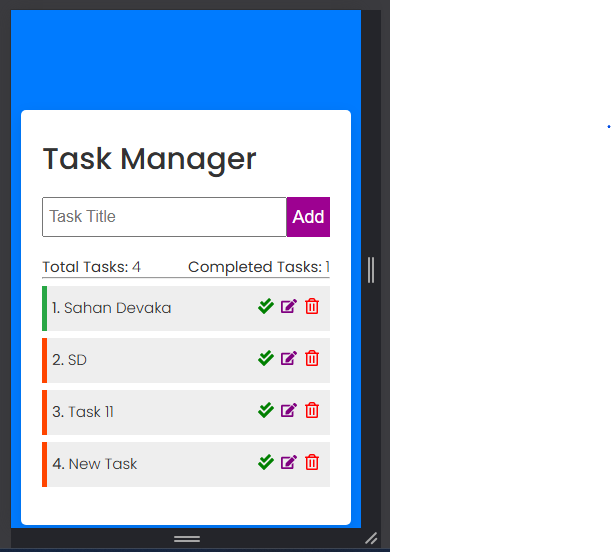 Task Manager
Task Title Add
Total Tasks: 4 Completed Tasks: 1
1. Sahan Devaka
2. SD
3. Task 11
4. New Task